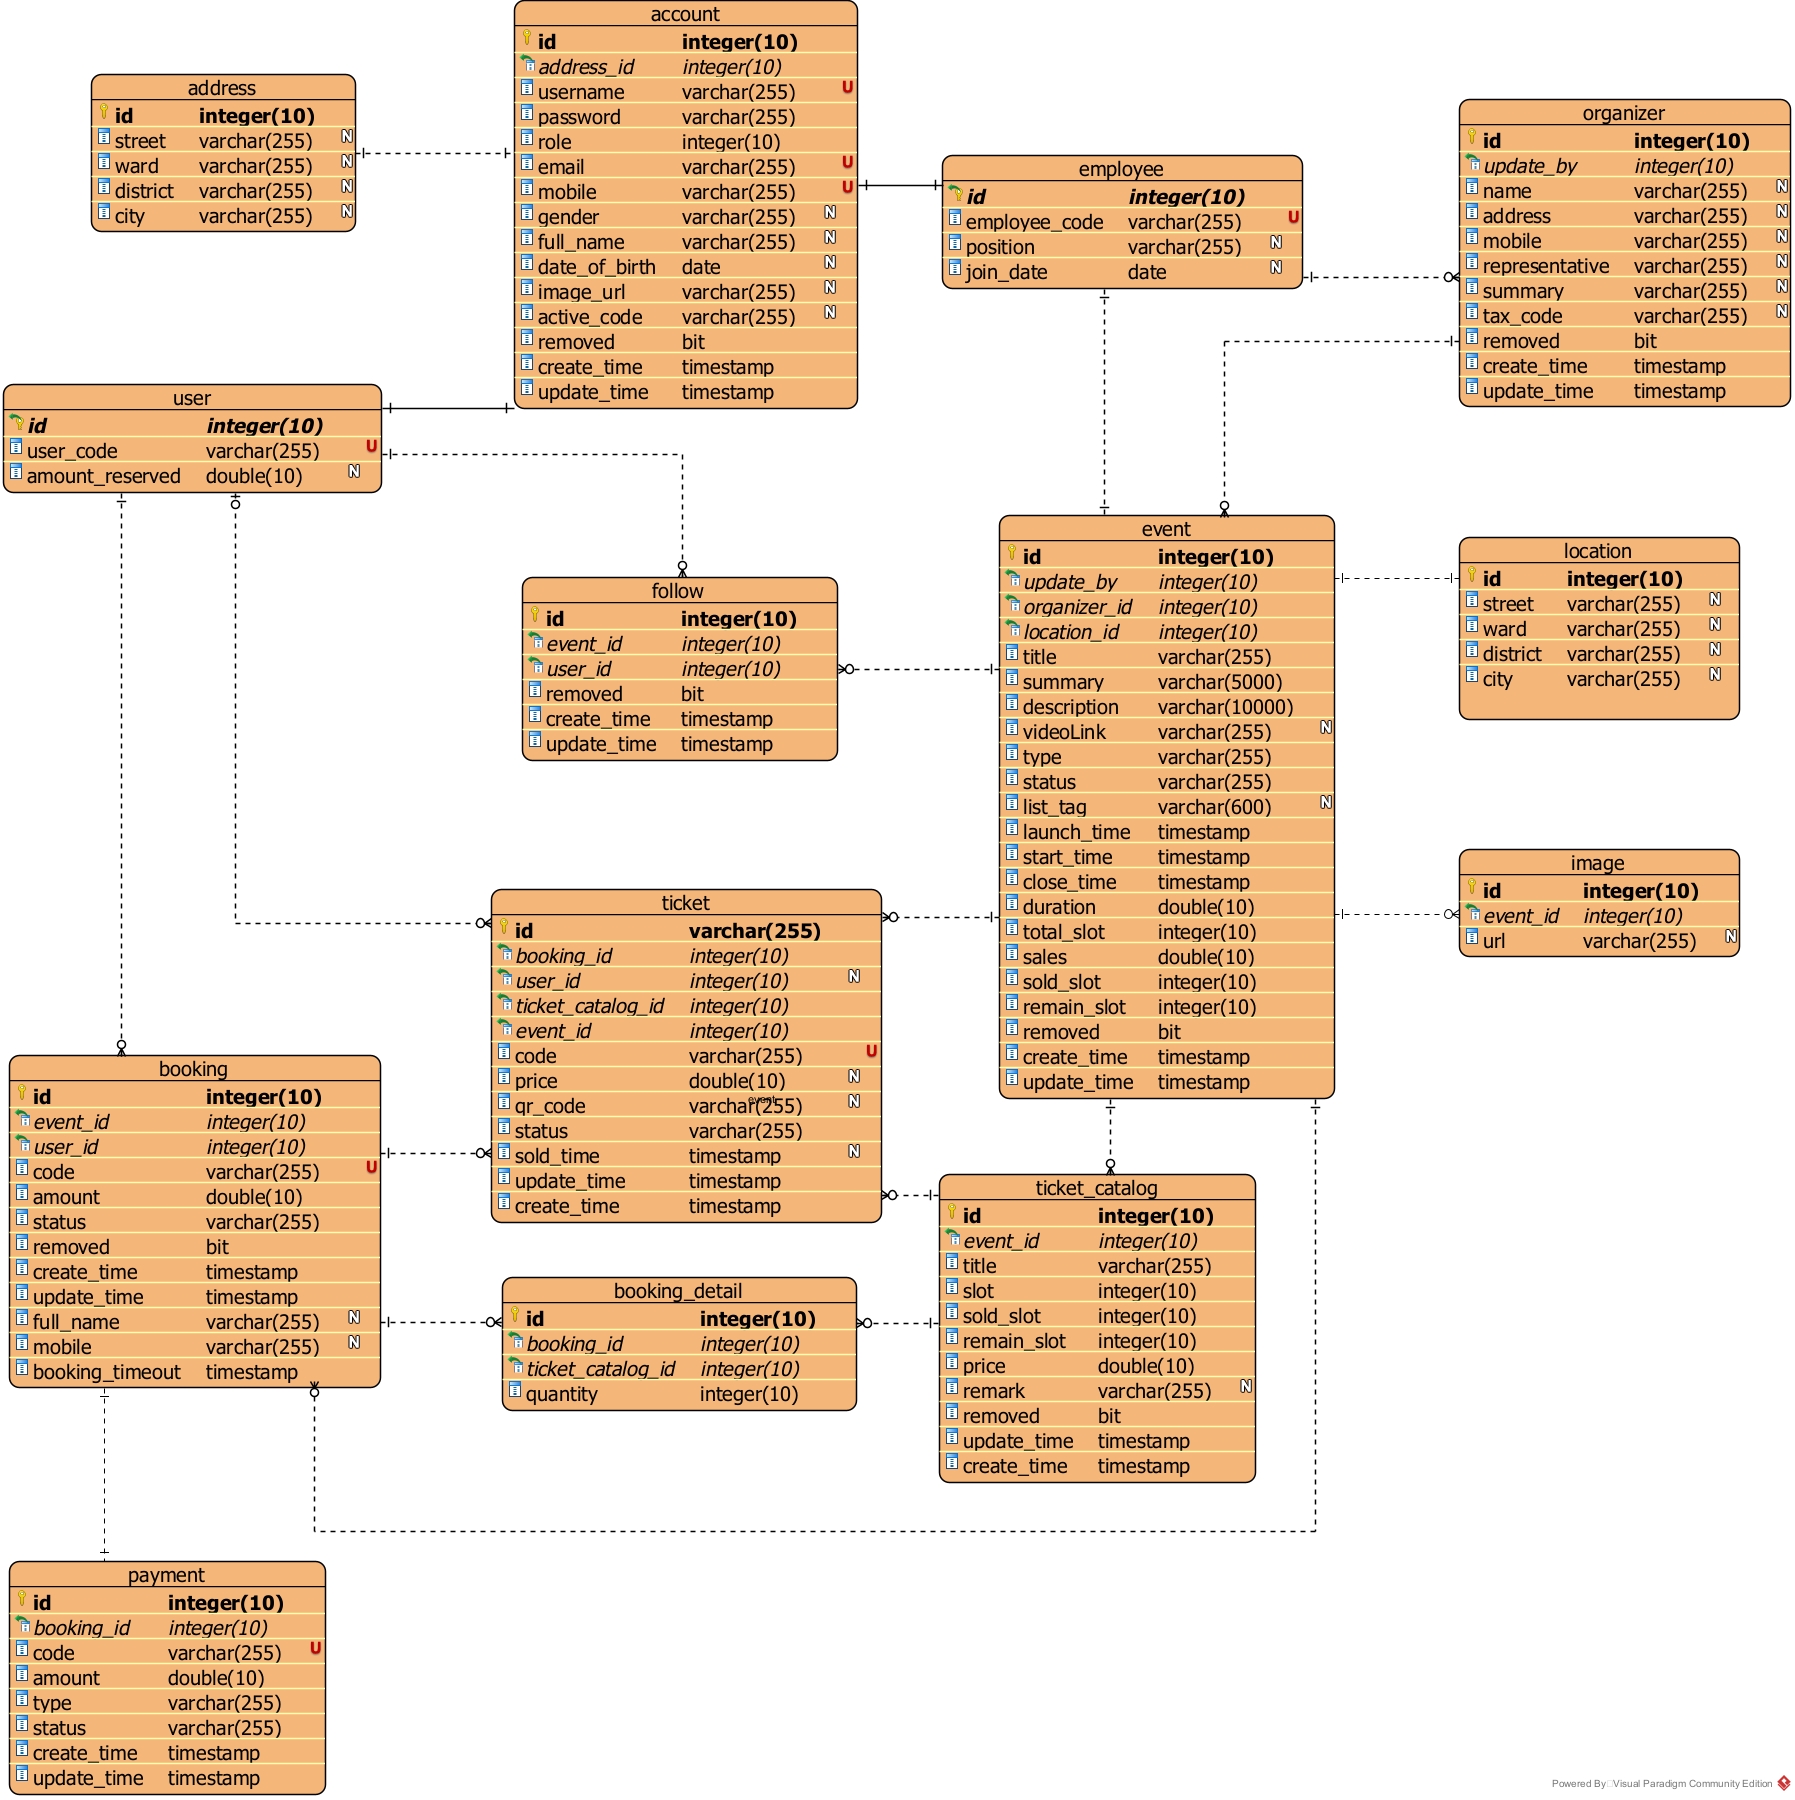 account
id integer(10)
address_id integer(10)
username varchar(255) U
password varchar(255)
role integer(10)
email varchar(255) U
mobile varchar(255) U
gender varchar(255) N
full_name varchar(255) N
date_of_birth date N
image_url varchar(255) N
active_code varchar(255) N
removed bit
create_time timestamp
update_time timestamp
address
id integer(10)
street varchar(255) N
ward varchar(255) N
district varchar(255) N
city varchar(255) N
employee
id integer(10)
employee_code varchar(255) U
position varchar(255) N
join_date date N
organizer
id integer(10)
update_by integer(10)
name varchar(255) N
address varchar(255) N
mobile varchar(255) N
representative varchar(255) N
summary varchar(255) N
tax_code varchar(255) N
removed bit
create_time timestamp
update_time timestamp
user
id integer(10)
user_code varchar(255) U
amount_reserved double(10) N
follow
id integer(10)
event_id integer(10)
user_id integer(10)
removed bit
create_time timestamp
update_time timestamp
event
id integer(10)
update_by integer(10)
organizer_id integer(10)
location_id integer(10)
title varchar(255)
summary varchar(5000)
description varchar(10000)
videoLink varchar(255) N
type varchar(255)
status varchar(255)
list_tag varchar(600) N
launch_time timestamp
start_time timestamp
close_time timestamp
duration double(10)
total_slot integer(10)
sales double(10)
sold_slot integer(10)
remain_slot integer(10)
removed bit
create_time timestamp
update_time timestamp
location
id integer(10)
street varchar(255) N
ward varchar(255) N
district varchar(255) N
city varchar(255) N
image
id integer(10)
event_id integer(10)
url varchar(255) N
ticket
id varchar(255)
booking_id integer(10)
user_id integer(10) N
ticket_catalog_id integer(10)
event_id integer(10)
code varchar(255) U
price double(10) N
event
qr_code varchar(255) N
status varchar(255)
sold_time timestamp N
update_time timestamp
create_time timestamp
booking
id integer(10)
event_id integer(10)
user_id integer(10)
code varchar(255) U
amount double(10)
status varchar(255)
removed bit
create_time timestamp
update_time timestamp
full_name varchar(255) N
mobile varchar(255) N
booking_timeout timestamp
ticket_catalog
id integer(10)
event_id integer(10)
title varchar(255)
slot integer(10)
sold_slot integer(10)
remain_slot integer(10)
price double(10)
remark varchar(255) N
removed bit
update_time timestamp
create_time timestamp
booking_detail
id integer(10)
booking_id integer(10)
ticket_catalog_id integer(10)
quantity integer(10)
payment
id integer(10)
booking_id integer(10)
code varchar(255) U
amount double(10)
type varchar(255)
status varchar(255)
create_time timestamp
update_time timestamp
Powered By Visual Paradigm Community Edition